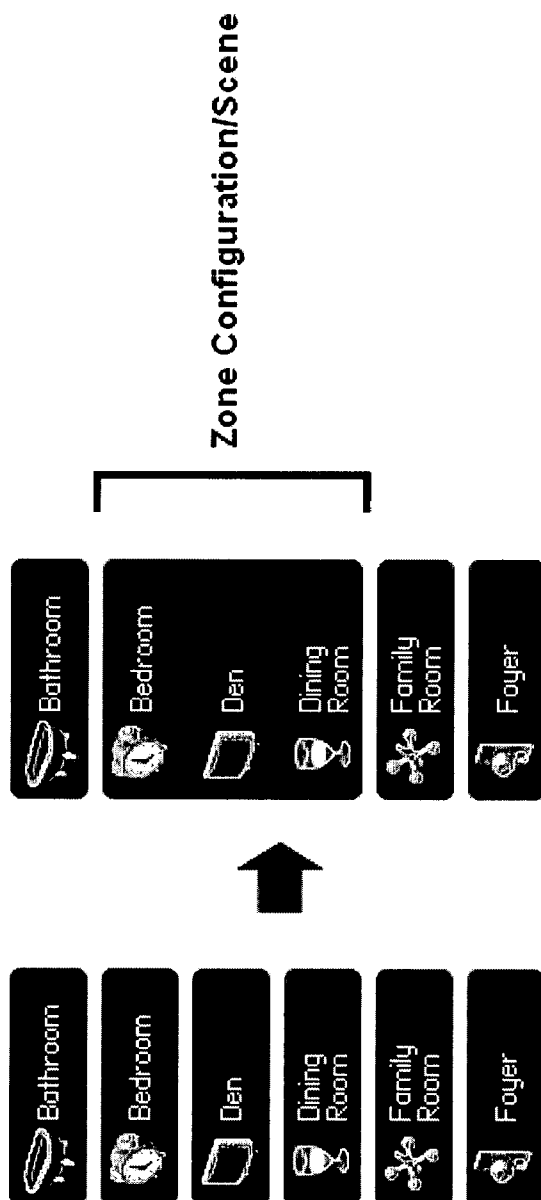 Bathroom
Bedroom
Den
Dining
Room
Family
Room
Foyer
Bathroom
Bedroom
Den
Dining
Room
Family
Room
Foyer
Zone Configuration/Scene